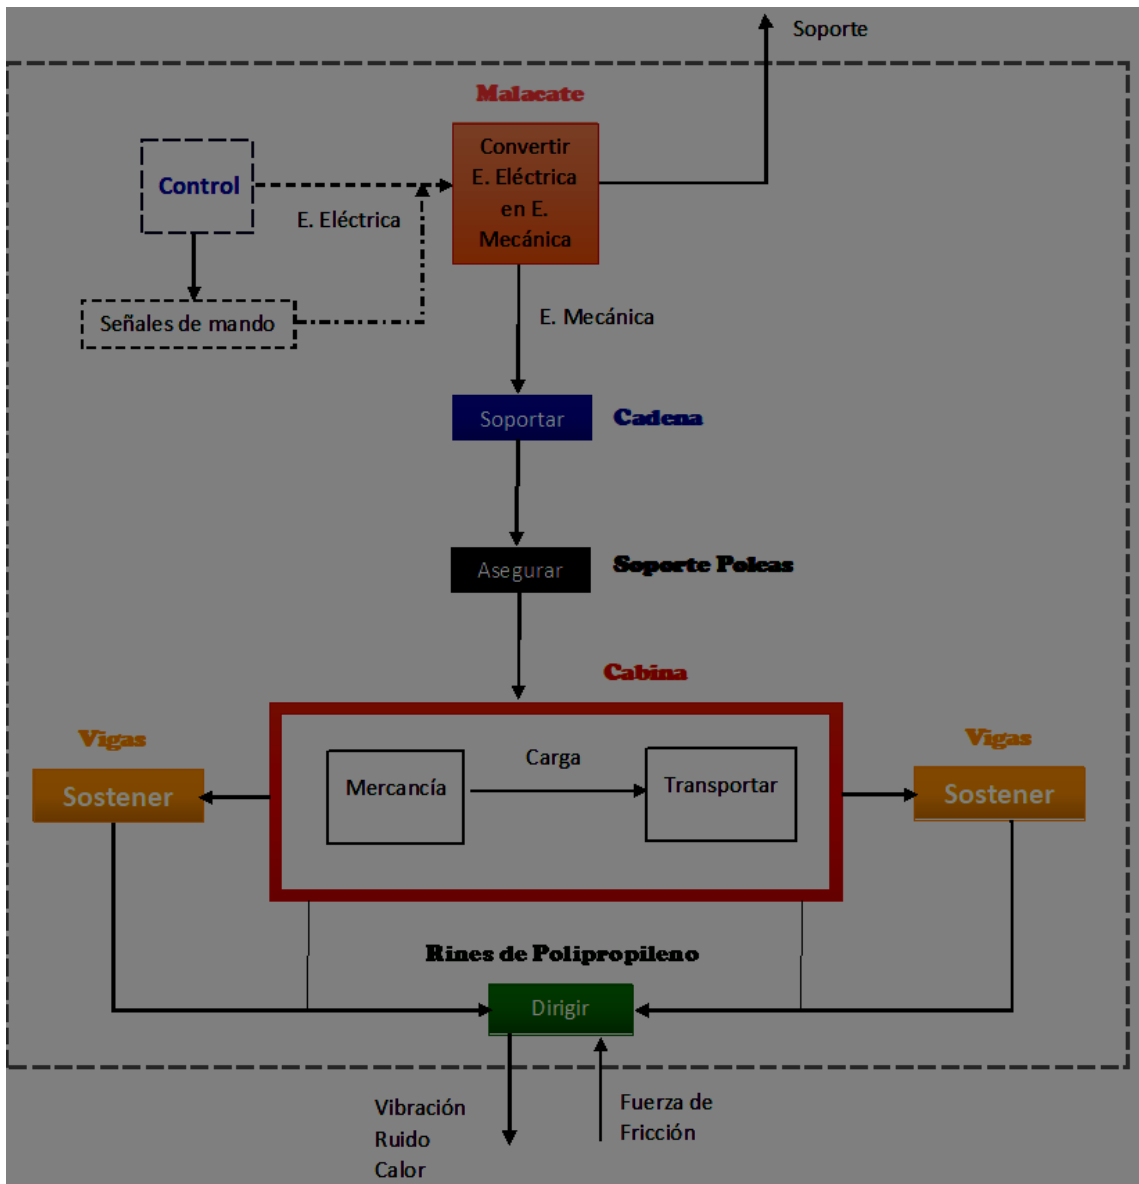 Soporte
Malacate
Convertir
E. Eléctrica
en E.
Mecánica
Control
E. Eléctrica
Señales de mando
E. Mecánica
Soportar
Cadena
Asegurar
Soporte Poleas
Cabina
Vigas
Vigas
Carga
Mercancía
Transportar
Sostener
Sostener
Rines de Polipropileno
Dirigir
Vibración
Ruido
Calor
Fuerza de
Fricción